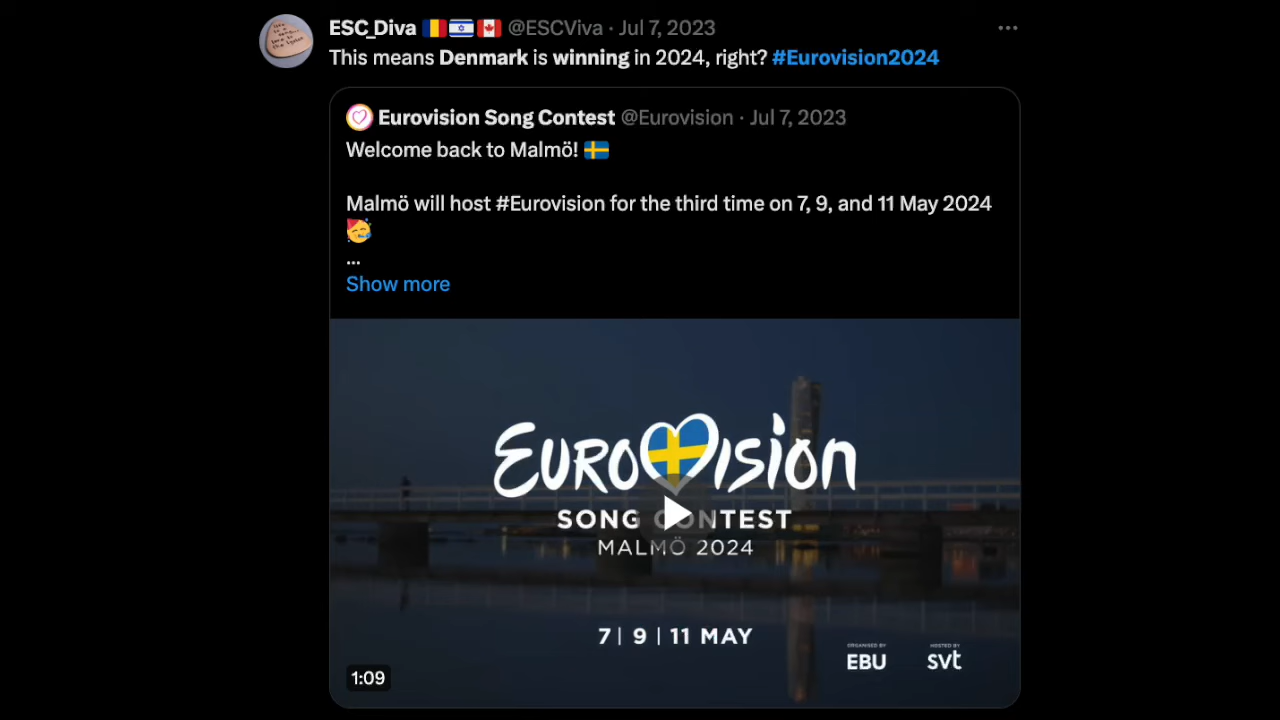 ESC_Diva 🇷🇴🇮🇱🇨🇦 @ESCViva · Jul 7, 2023
This means Denmark is winning in 2024, right? #Eurovision2024
Eurovision Song Contest @Eurovision · Jul 7, 2023
Welcome back to Malmö! 🇸🇪
Malmö will host #Eurovision for the third time on 7, 9, and 11 May 2024
🥳
...
Show more
EUROVISION
SONG CONTEST
MALMÖ 2024
7 | 9 | 11 MAY
ORGANISED BY HOSTED BY
EBU SVT
1:09